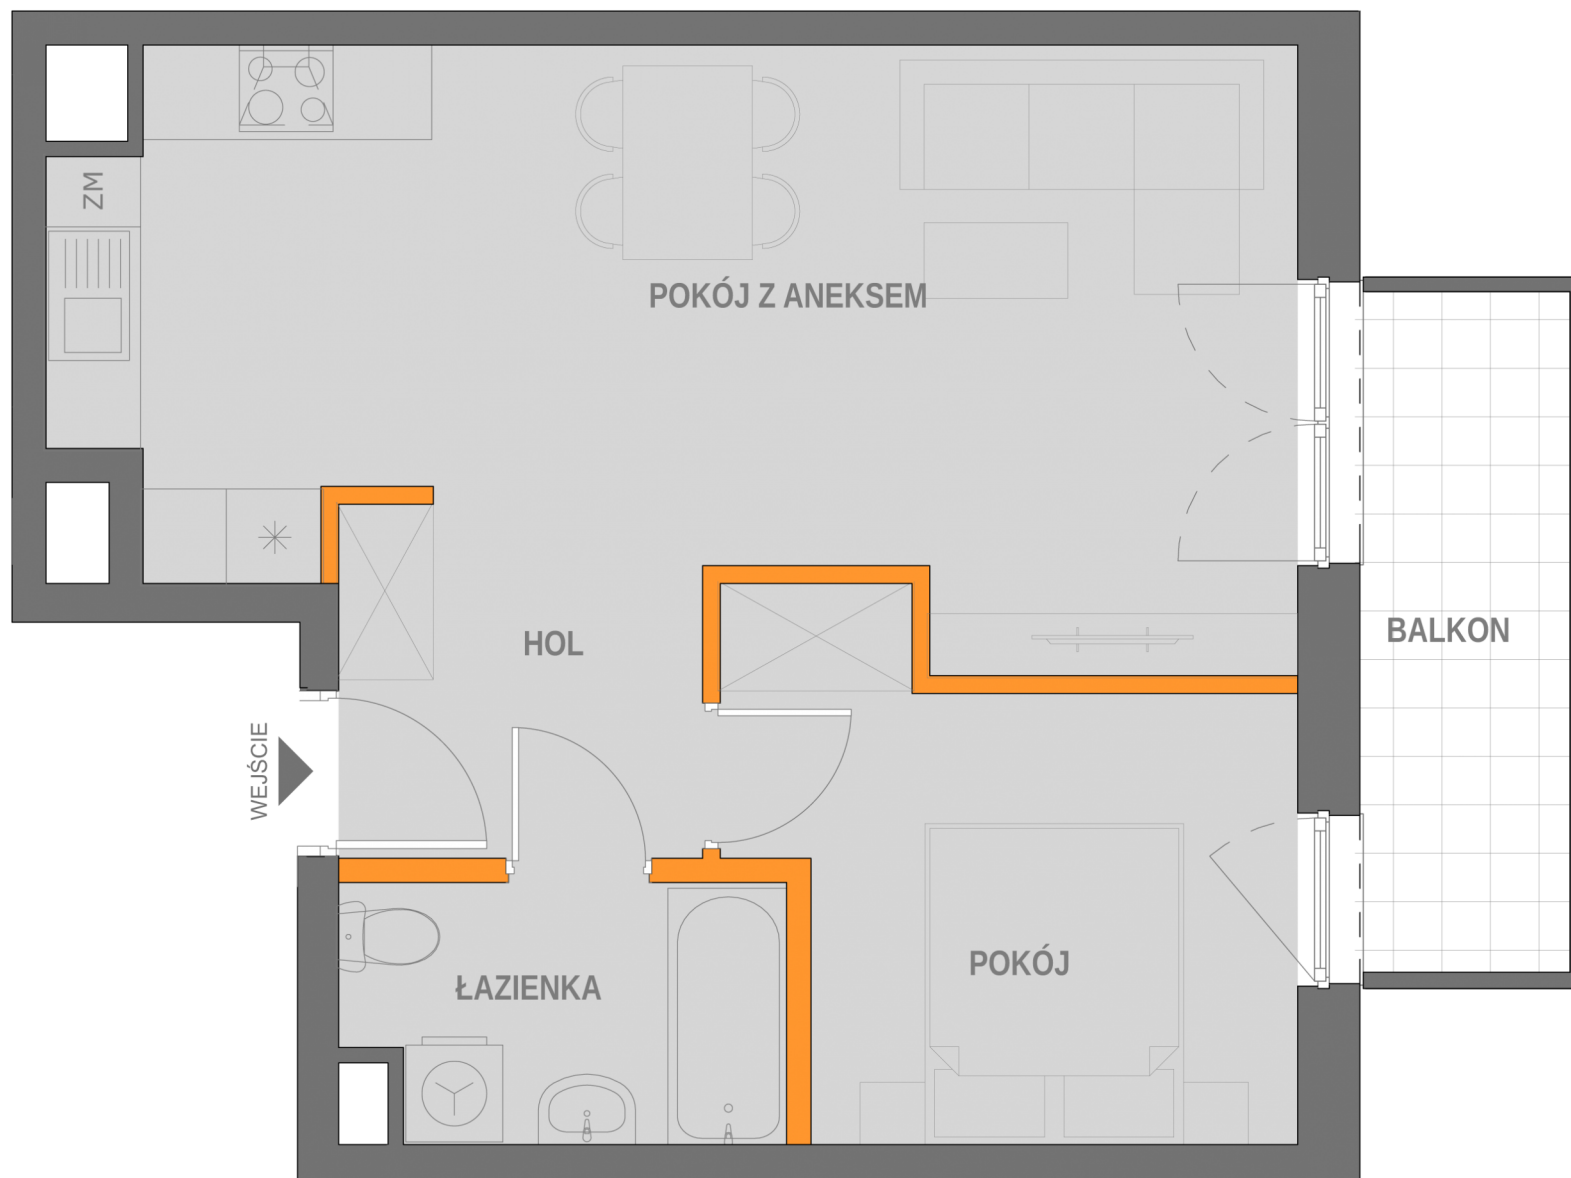 ZM
POKÓJ Z ANEKSEM
HOL
BALKON
WEJŚCIE
POKÓJ
ŁAZIENKA